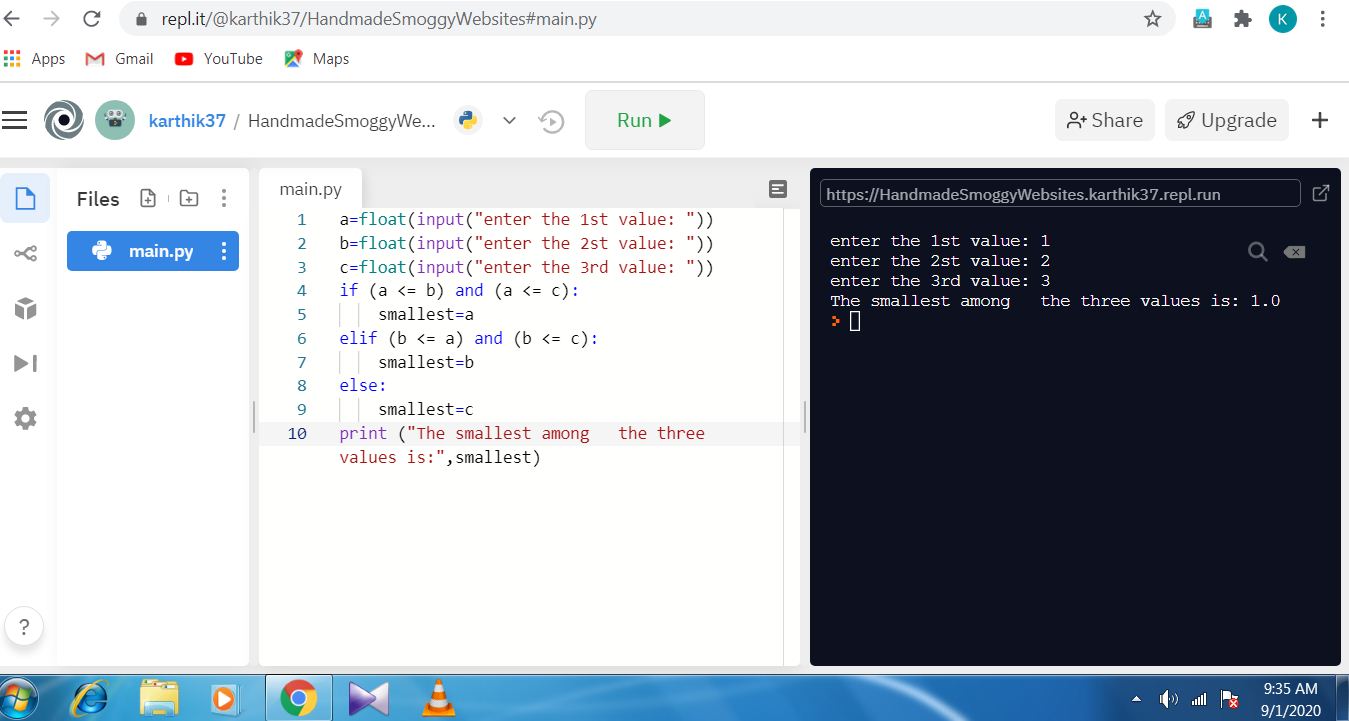 repl.it/@karthik37/HandmadeSmoggyWebsites#main.py
K
Apps Gmail YouTube Maps
karthik37 / HandmadeSmoggyWe...
Run
Share
Upgrade
Files
main.py
main.py
1 a=float(input("enter the 1st value: "))
2 b=float(input("enter the 2st value: "))
3 c=float(input("enter the 3rd value: "))
4 if (a <= b) and (a <= c):
5     smallest=a
6 elif (b <= a) and (b <= c):
7     smallest=b
8 else:
9     smallest=c
10 print ("The smallest among   the three
values is:",smallest)
https://HandmadeSmoggyWebsites.karthik37.repl.run
enter the 1st value: 1
enter the 2st value: 2
enter the 3rd value: 3
The smallest among   the three values is: 1.0
>
?
9:35 AM
9/1/2020